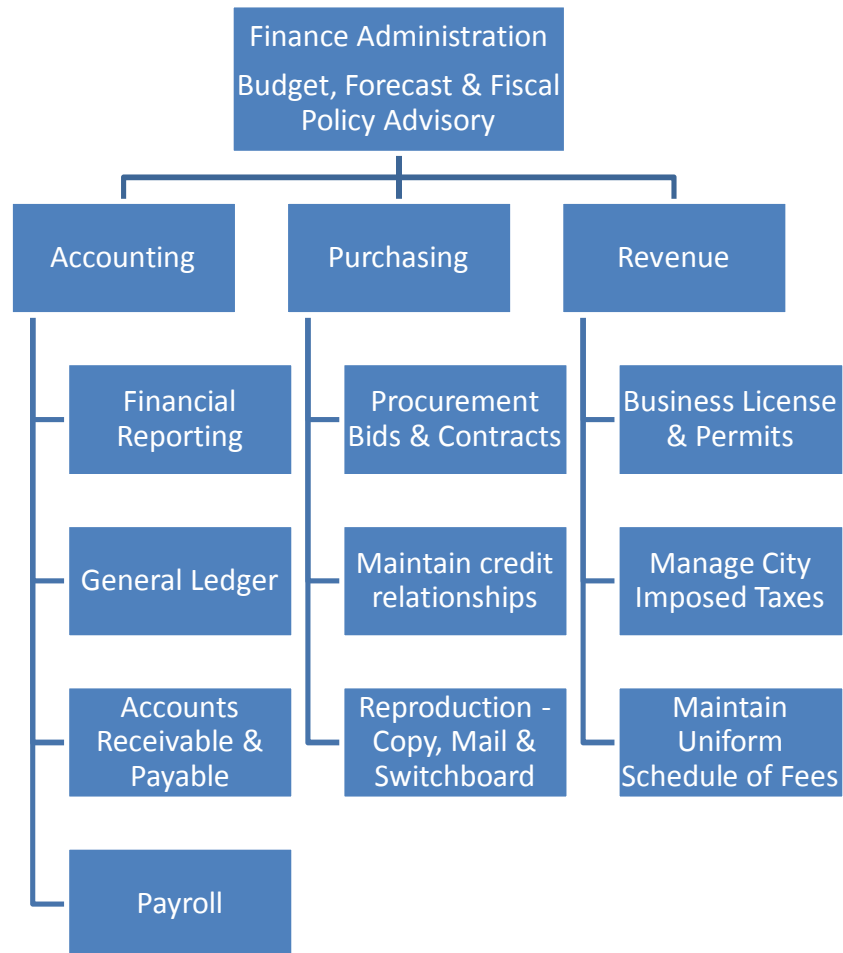 Finance Administration
Budget, Forecast & Fiscal
Policy Advisory
Accounting
Purchasing
Revenue
Financial
Reporting
Procurement
Bids & Contracts
Business License
& Permits
General Ledger
Maintain credit
relationships
Manage City
Imposed Taxes
Accounts
Receivable &
Payable
Reproduction -
Copy, Mail &
Switchboard
Maintain
Uniform
Schedule of Fees
Payroll